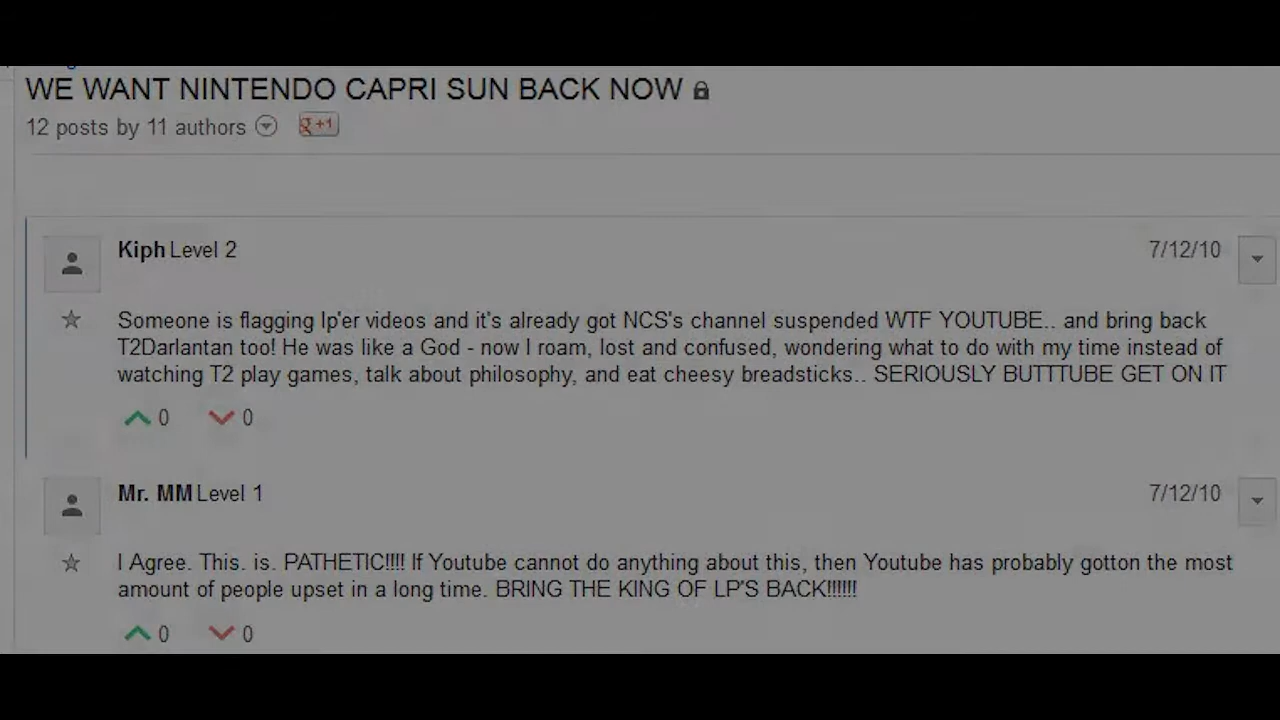 WE WANT NINTENDO CAPRI SUN BACK NOW
12 posts by 11 authors
+1
Kiph Level 2
7/12/10
Someone is flagging lp'er videos and it's already got NCS's channel suspended WTF YOUTUBE.. and bring back
T2Darlantan too! He was like a God - now I roam, lost and confused, wondering what to do with my time instead of
watching T2 play games, talk about philosophy, and eat cheesy breadsticks.. SERIOUSLY BUTTTUBE GET ON IT
0 0
Mr. MM Level 1
7/12/10
I Agree. This. is. PATHETIC!!!! If Youtube cannot do anything about this, then Youtube has probably gotton the most
amount of people upset in a long time. BRING THE KING OF LP'S BACK!!!!!!
0 0